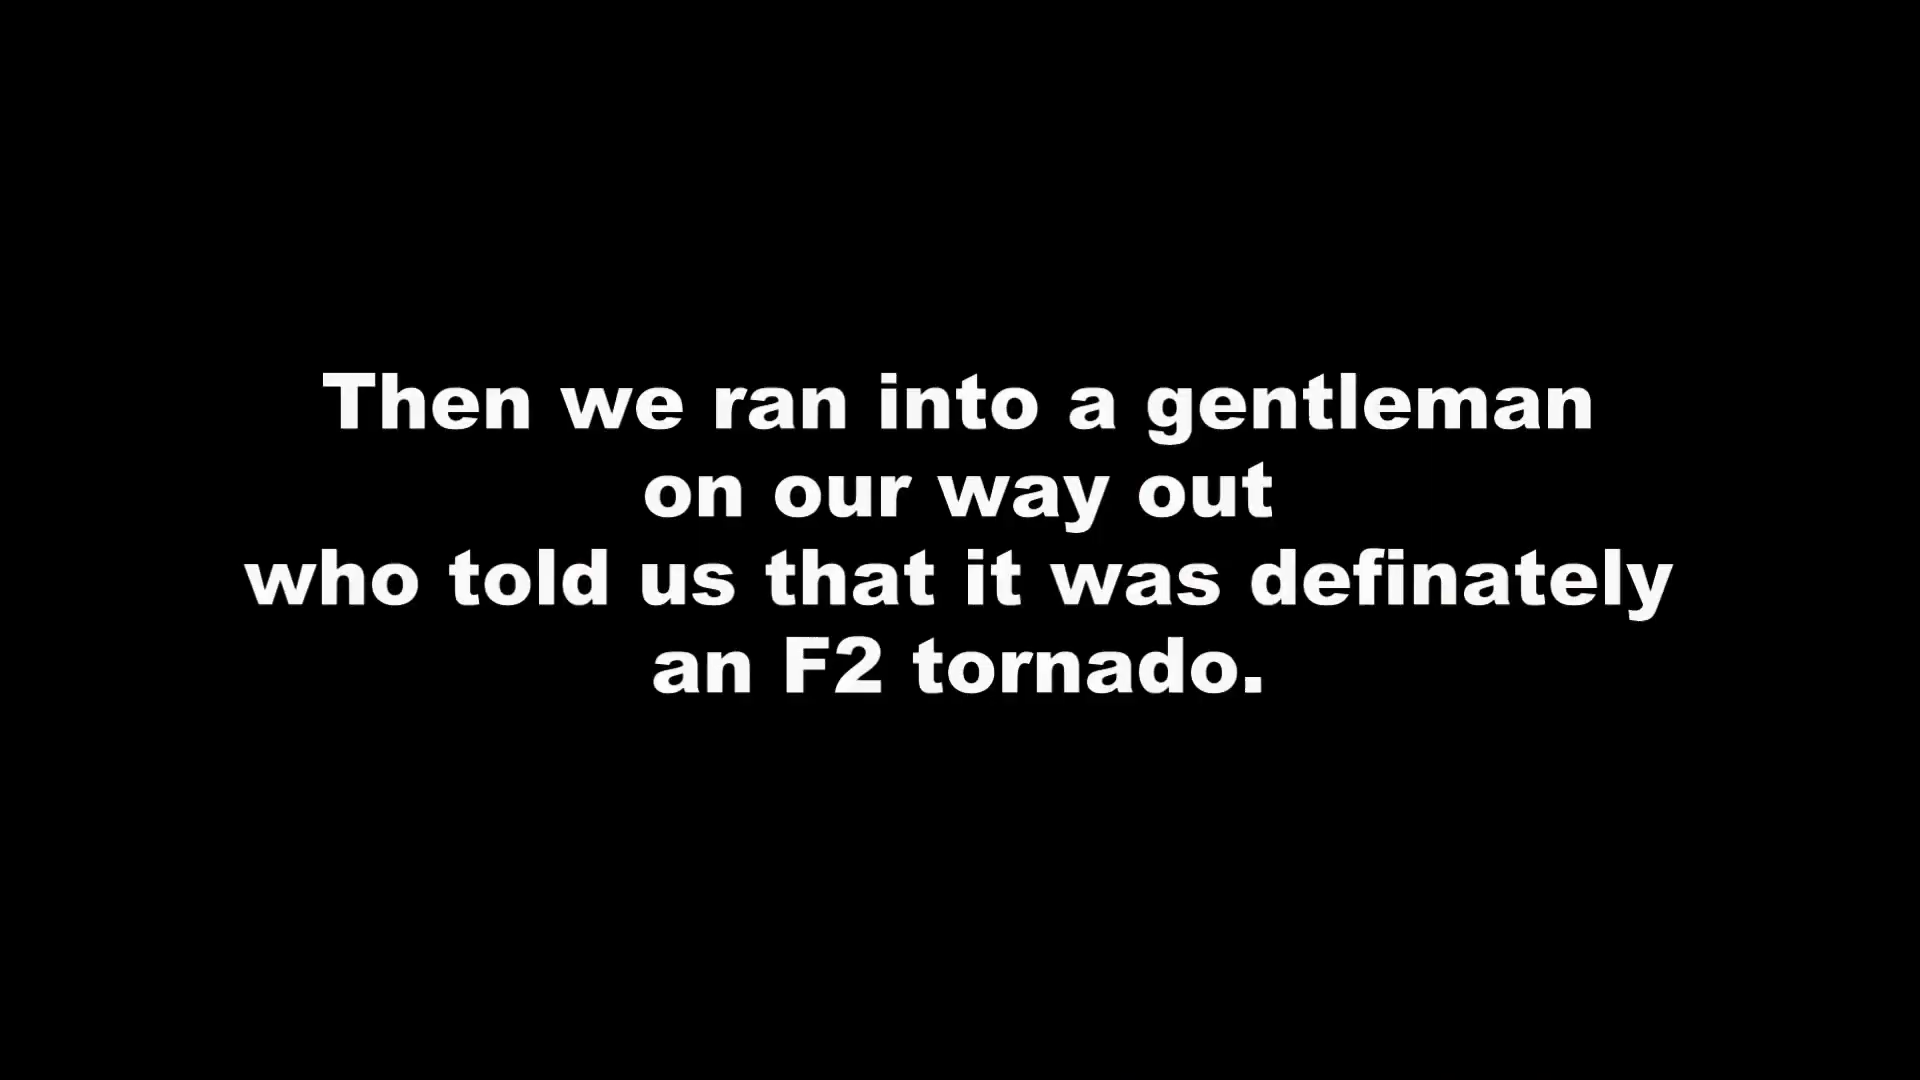 Then we ran into a gentleman
on our way out
who told us that it was definately
an F2 tornado.